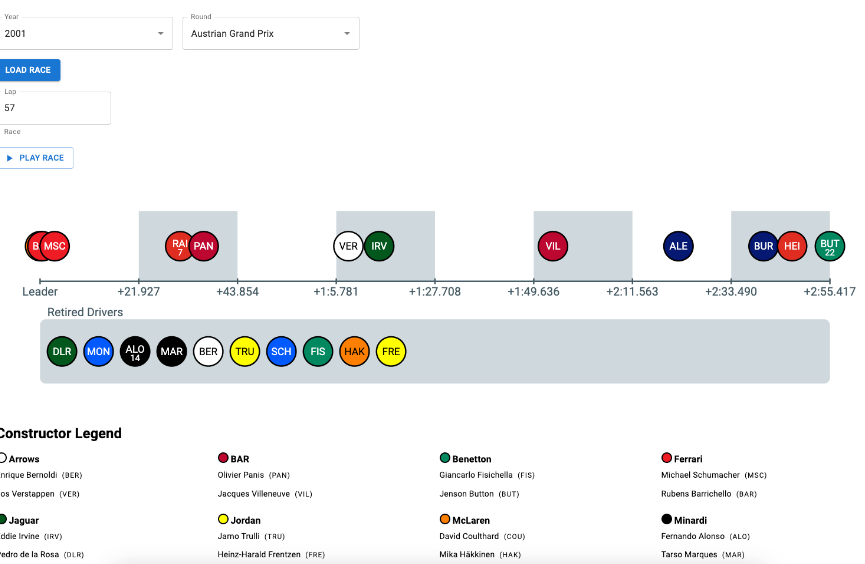 Year
Round
2001
Austrian Grand Prix
LOAD RACE
Lap
57
Race
PLAY RACE
B MSC RAI 7 PAN VER IRV VIL ALE BUR HEI BUT 22
Leader +21.927 +43.854 +1:5.781 +1:27.708 +1:49.636 +2:11.563 +2:33.490 +2:55.417
Retired Drivers
DLR MON ALO 14 MAR BER TRU SCH FIS HAK FRE
Constructor Legend
Arrows BAR Benetton Ferrari
nrique Bernoldi (BER) Olivier Panis (PAN) Giancarlo Fisichella (FIS) Michael Schumacher (MSC)
os Verstappen (VER) Jacques Villeneuve (VIL) Jenson Button (BUT) Rubens Barrichello (BAR)
Jaguar Jordan McLaren Minardi
ddie Irvine (IRV) Jarno Trulli (TRU) David Coulthard (COU) Fernando Alonso (ALO)
edro de la Rosa (DLR) Heinz-Harald Frentzen (FRE) Mika Häkkinen (HAK) Tarso Marques (MAR)